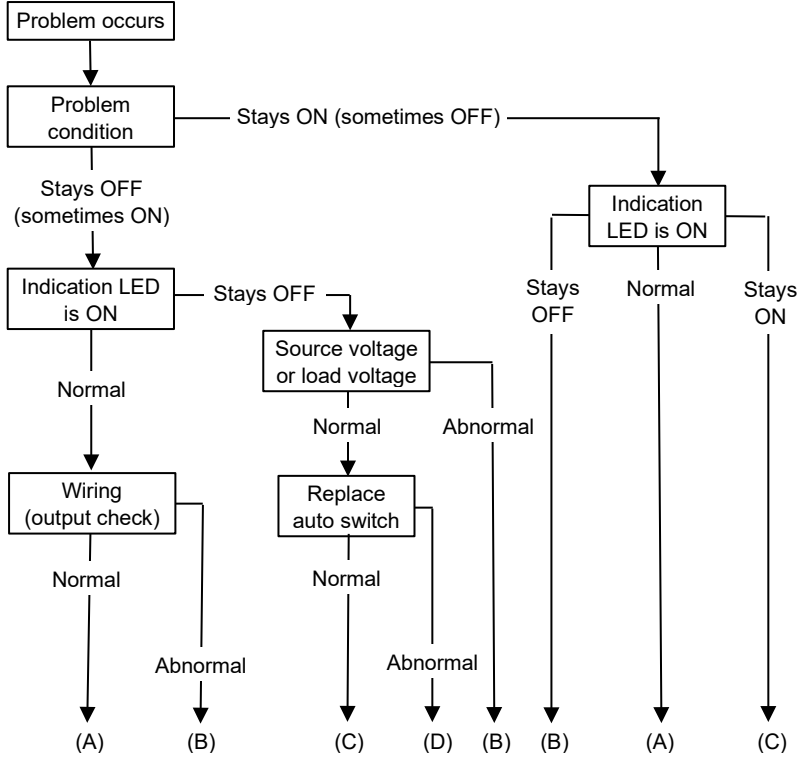 Problem occurs
Problem
condition
Stays ON (sometimes OFF)
Stays OFF
(sometimes ON)
Indication
LED is ON
Indication LED
is ON
Stays OFF
Stays
OFF
Normal
Stays
ON
Source voltage
or load voltage
Normal
Normal
Abnormal
Wiring
(output check)
Replace
auto switch
Normal
Normal
Abnormal
Abnormal
(A)
(B)
(C)
(D)
(B)
(B)
(A)
(C)